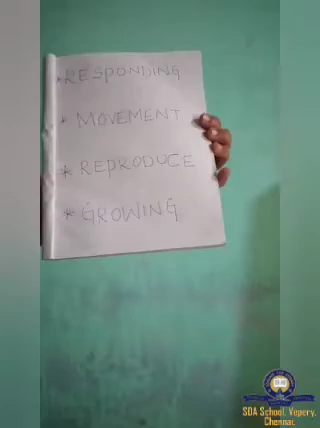 * RESPONDING
* MOVEMENT
* REPRODUCE
* GROWING
SDA School, Vepery,
Chennai.